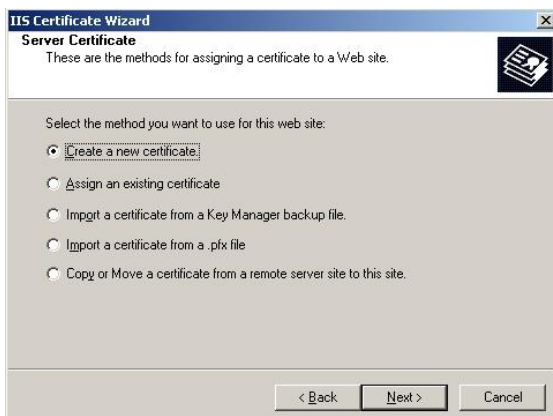 IIS Certificate Wizard
Server Certificate
These are the methods for assigning a certificate to a Web site.
Select the method you want to use for this web site:
Create a new certificate.
Assign an existing certificate
Import a certificate from a Key Manager backup file.
Import a certificate from a .pfx file
Copy or Move a certificate from a remote server site to this site.
< Back
Next >
Cancel